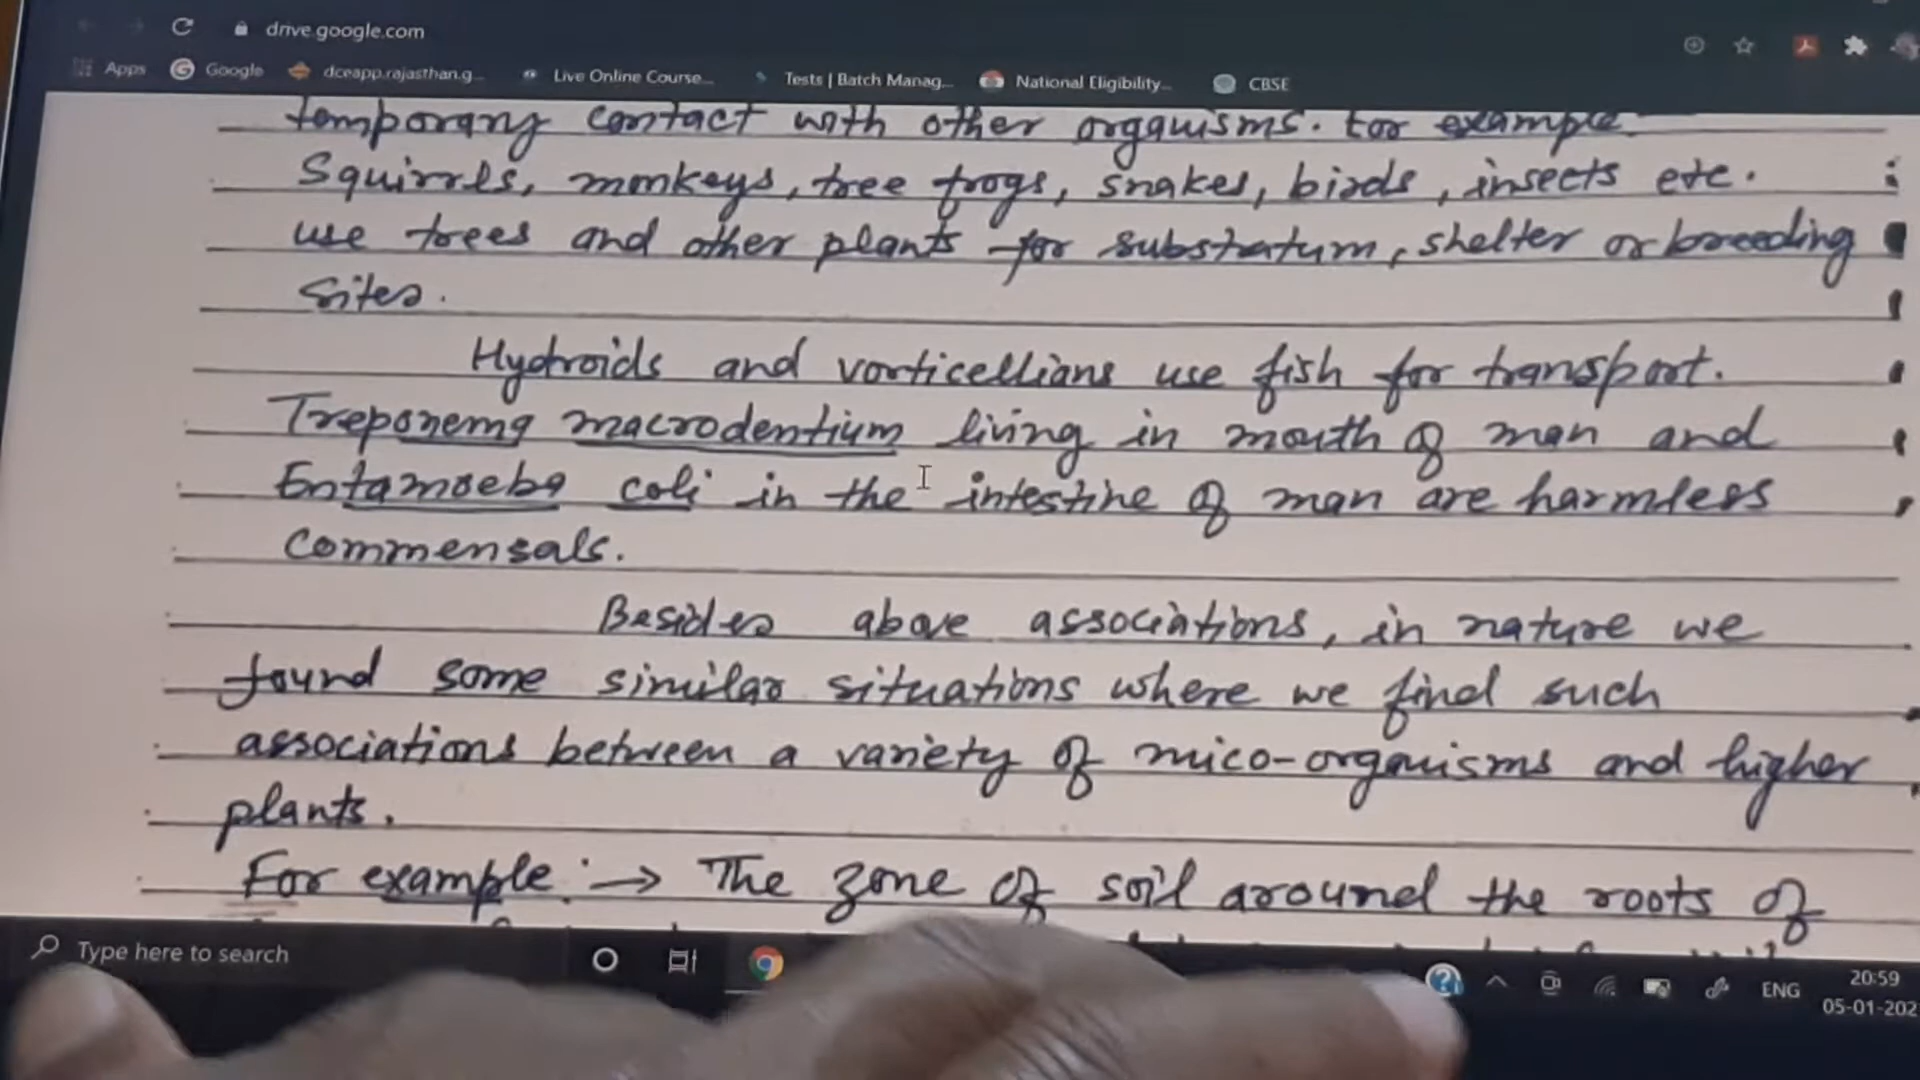 drive.google.com
Apps Google dceapp.rajasthan.g... Live Online Course... Tests | Batch Manag... National Eligibility... CBSE
temporary contact with other organisms. For example
Squirrels, monkeys, tree frogs, snakes, birds, insects etc.
use trees and other plants for substratum, shelter or breeding
sites.
Hydroids and vorticellians use fish for transport.
Treponema macrodentium living in mouth of man and
Entamoeba coli in the intestine of man are harmless
commensals.
Besides above associations, in nature we
found some similar situations where we find such
associations between a variety of mico-organisms and higher
plants.
For example :→ The zone of soil around the roots of
Type here to search
ENG
20:59
05-01-202